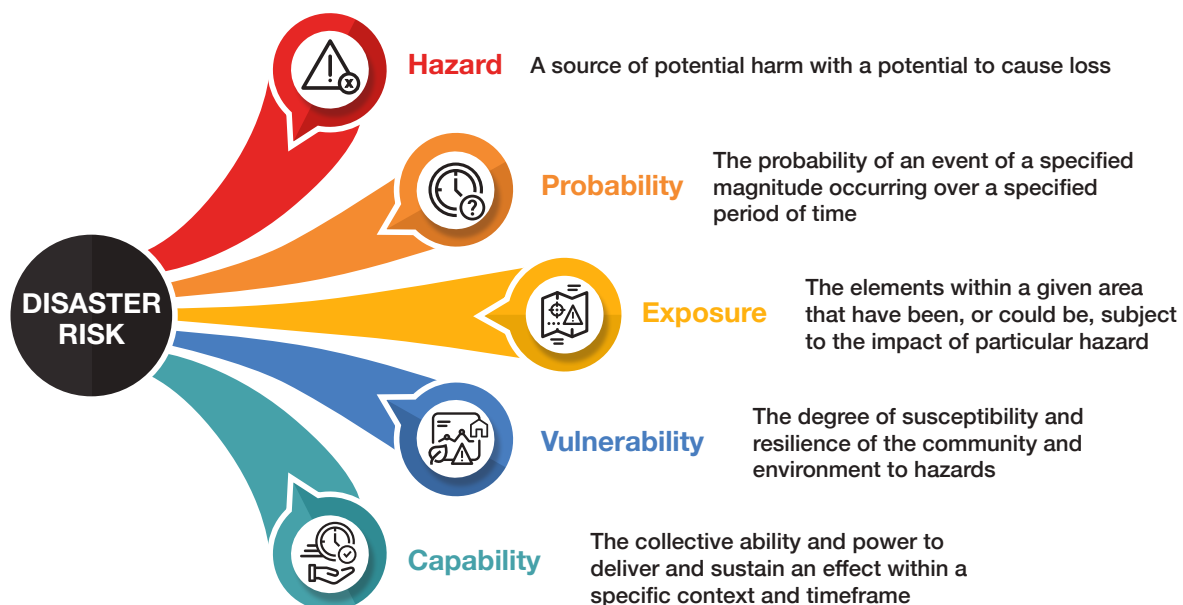 Hazard
A source of potential harm with a potential to cause loss
Probability
The probability of an event of a specified
magnitude occurring over a specified
period of time
DISASTER
RISK
Exposure
The elements within a given area
that have been, or could be, subject
to the impact of particular hazard
Vulnerability
The degree of susceptibility and
resilience of the community and
environment to hazards
Capability
The collective ability and power to
deliver and sustain an effect within a
specific context and timeframe